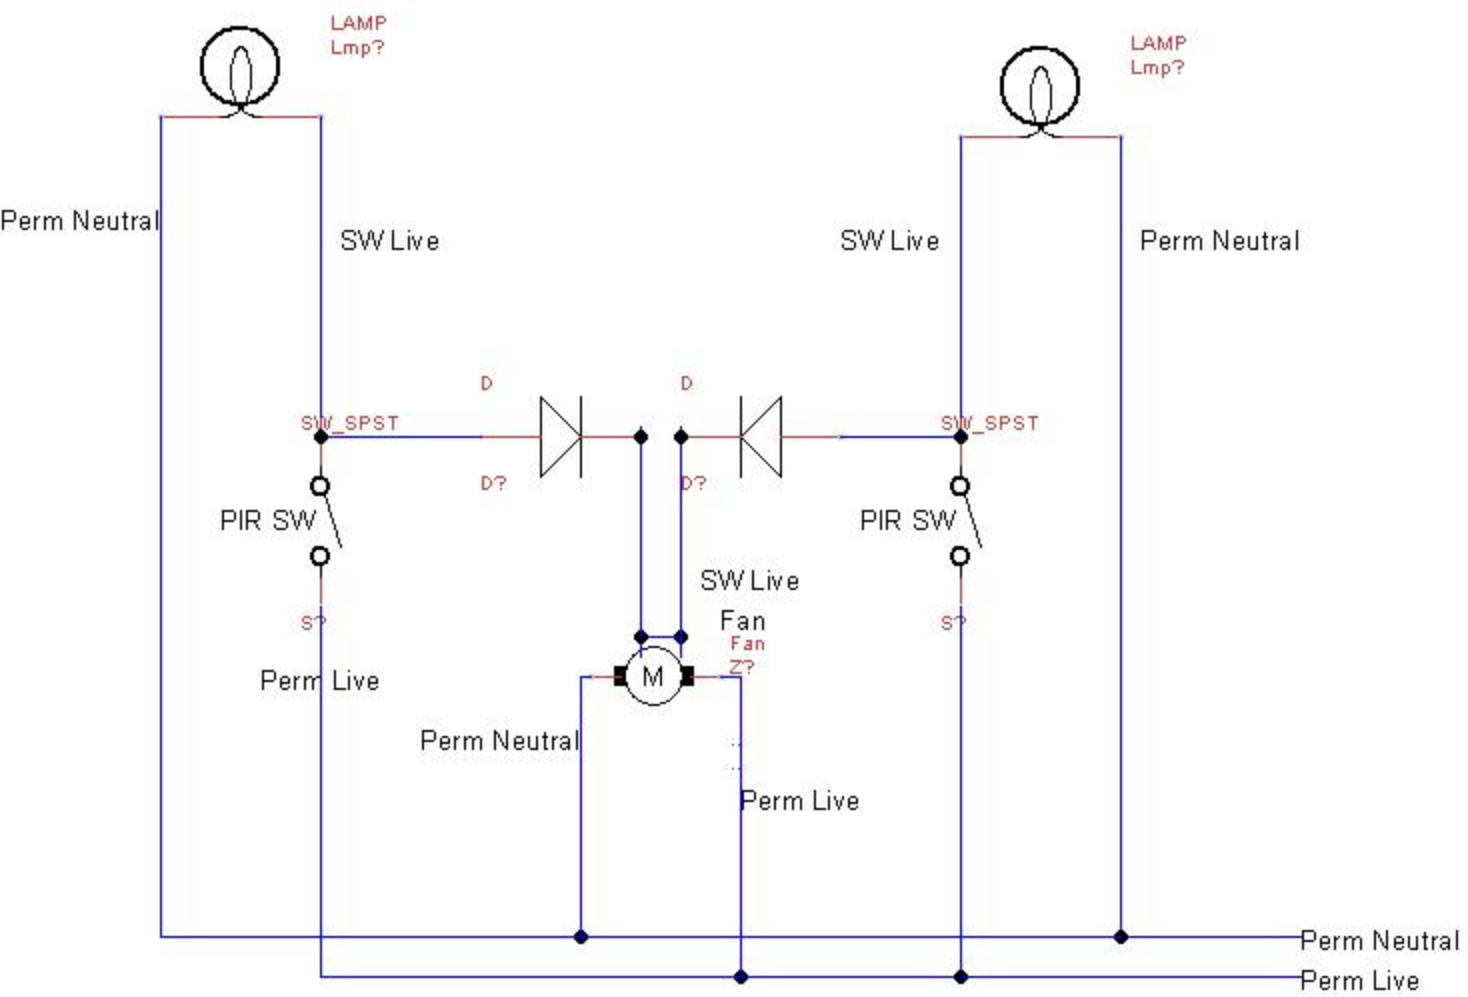 LAMP
Lmp?
LAMP
Lmp?
Perm Neutral
SW Live
SW Live
Perm Neutral
D
D
SW_SPST
SW_SPST
D?
D?
PIR SW
PIR SW
SW Live
Fan
S?
S?
Fan
Z?
Perm Live
M
Perm Neutral
Perm Live
Perm Neutral
Perm Live